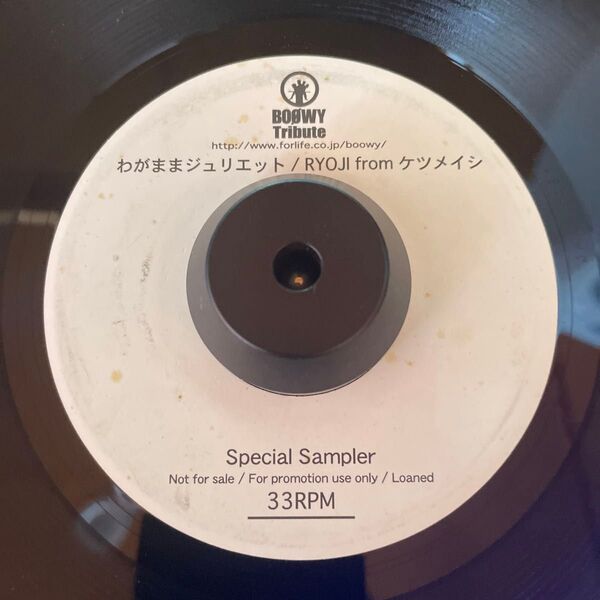 BOØWY
Tribute
http://www.forlife.co.jp/boowy/
わがままジュリエット / RYOJI from ケツメイシ
Special Sampler
Not for sale / For promotion use only / Loaned
33RPM